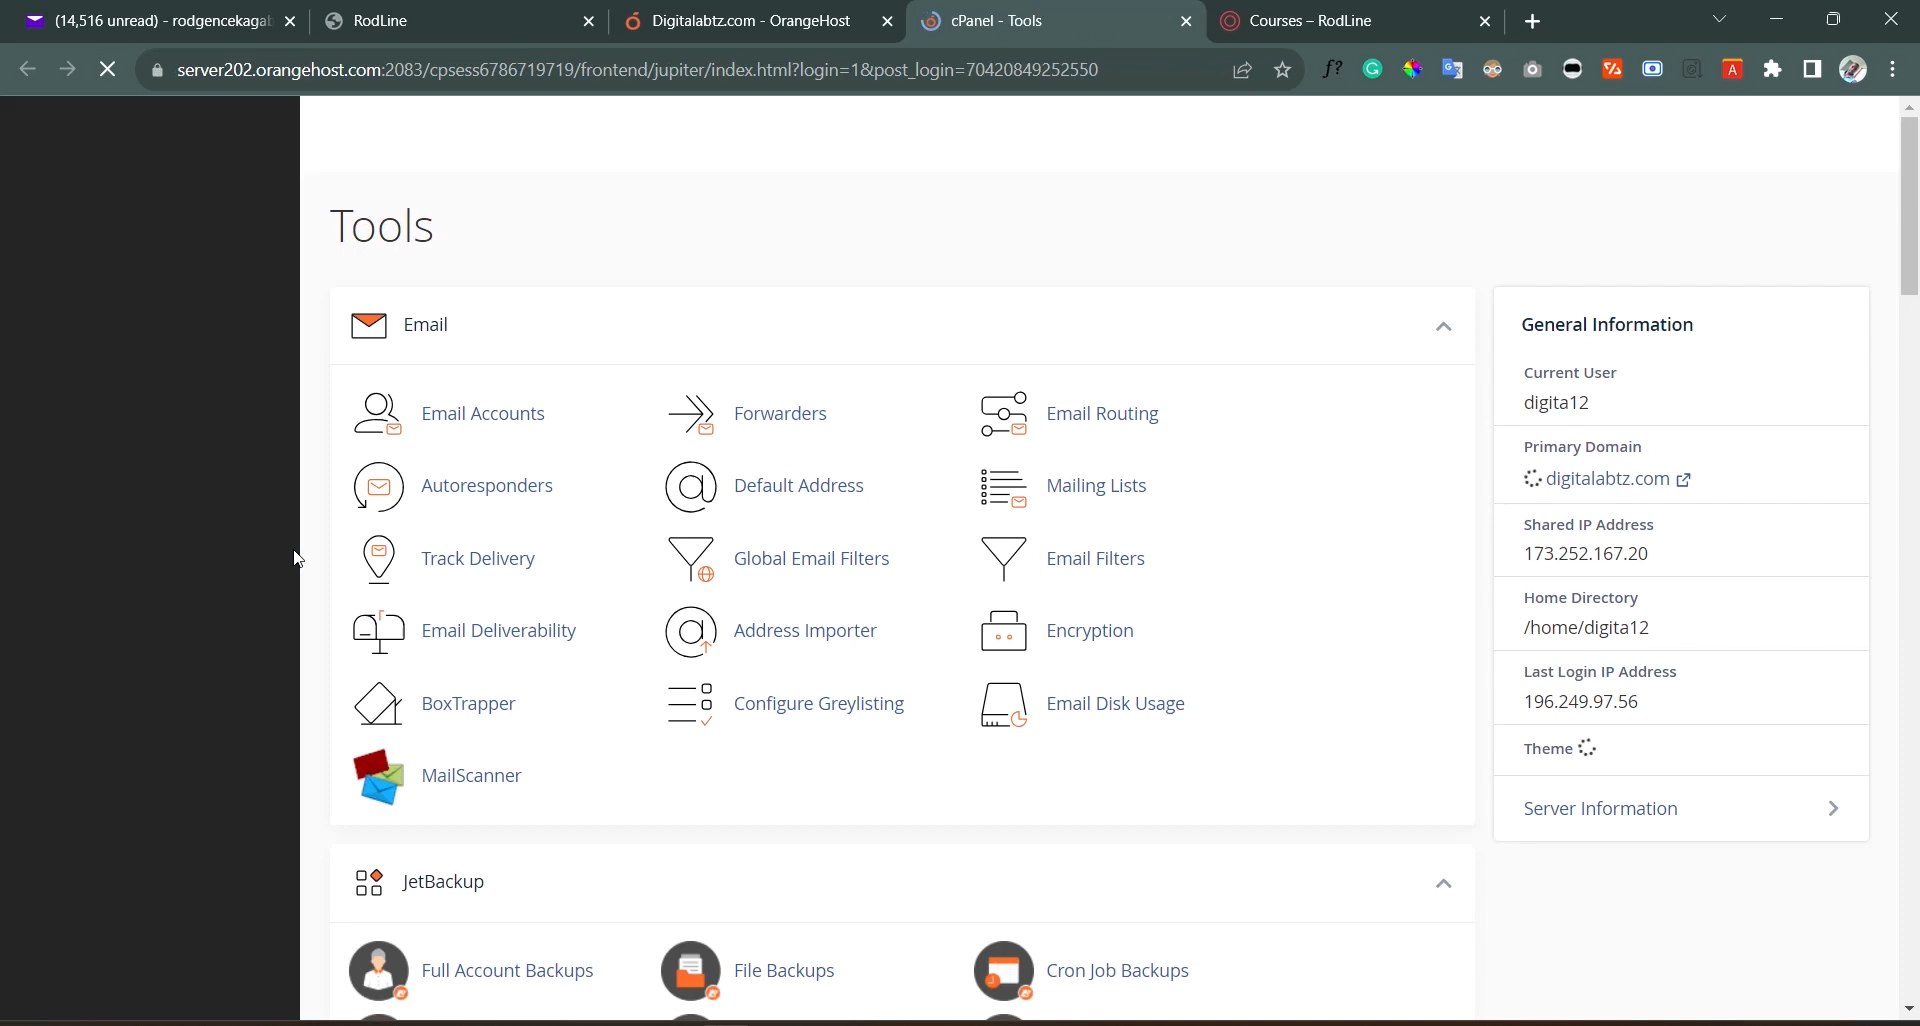 (14,516 unread) - rodgencekagab
RodLine
Digitalabtz.com - OrangeHost
cPanel - Tools
Courses – RodLine
server202.orangehost.com:2083/cpsess6786719719/frontend/jupiter/index.html?login=1&post_login=70420849252550
Tools
Email
Email Accounts
Forwarders
Email Routing
Autoresponders
Default Address
Mailing Lists
Track Delivery
Global Email Filters
Email Filters
Email Deliverability
Address Importer
Encryption
BoxTrapper
Configure Greylisting
Email Disk Usage
MailScanner
JetBackup
Full Account Backups
File Backups
Cron Job Backups
General Information
Current User
digita12
Primary Domain
digitalabtz.com
Shared IP Address
173.252.167.20
Home Directory
/home/digita12
Last Login IP Address
196.249.97.56
Theme
Server Information